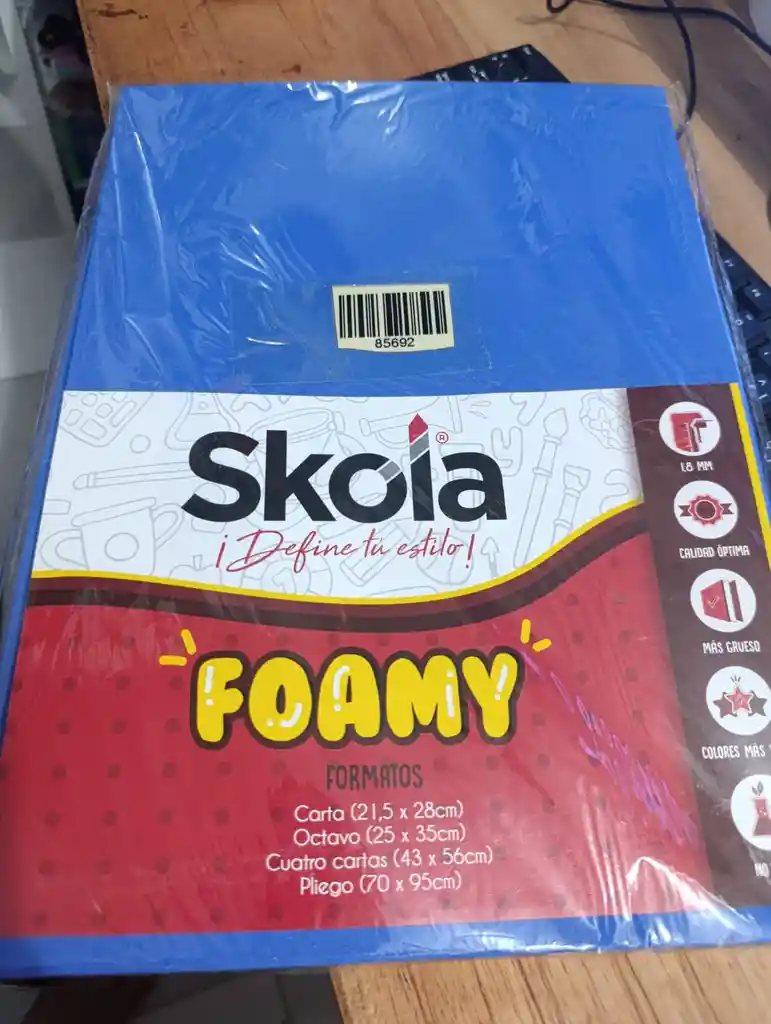 85692
Skola®
¡Define tu estilo!
1.8 MM
CALIDAD ÓPTIMA
MÁS GRUESO
COLORES MÁS
NO
FOAMY
FORMATOS
Carta (21,5 x 28cm)
Octavo (25 x 35cm)
Cuatro cartas (43 x 56cm)
Pliego (70 x 95cm)